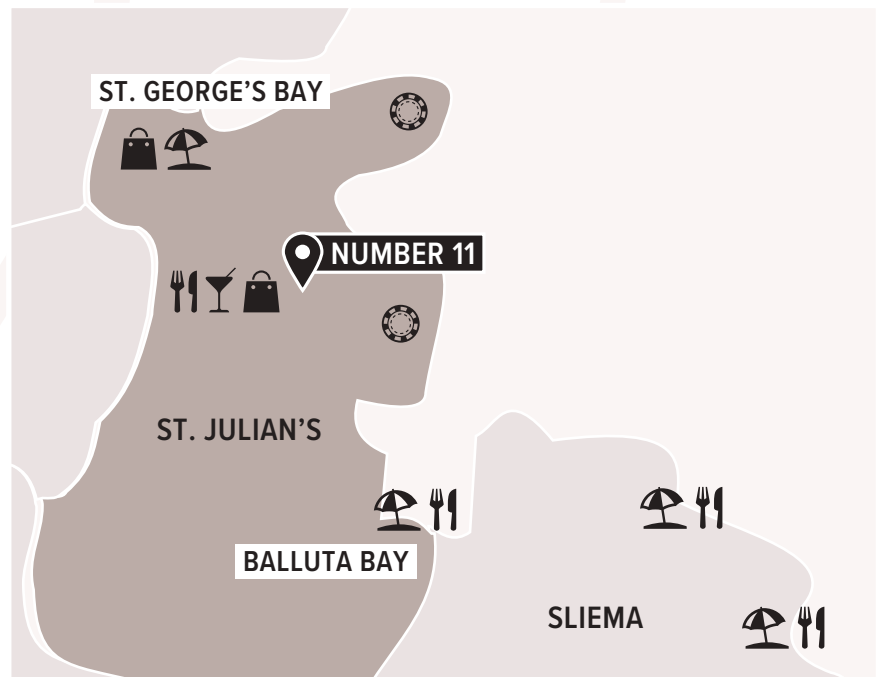 ST. GEORGE’S BAY
NUMBER 11
ST. JULIAN’S
BALLUTA BAY
SLIEMA